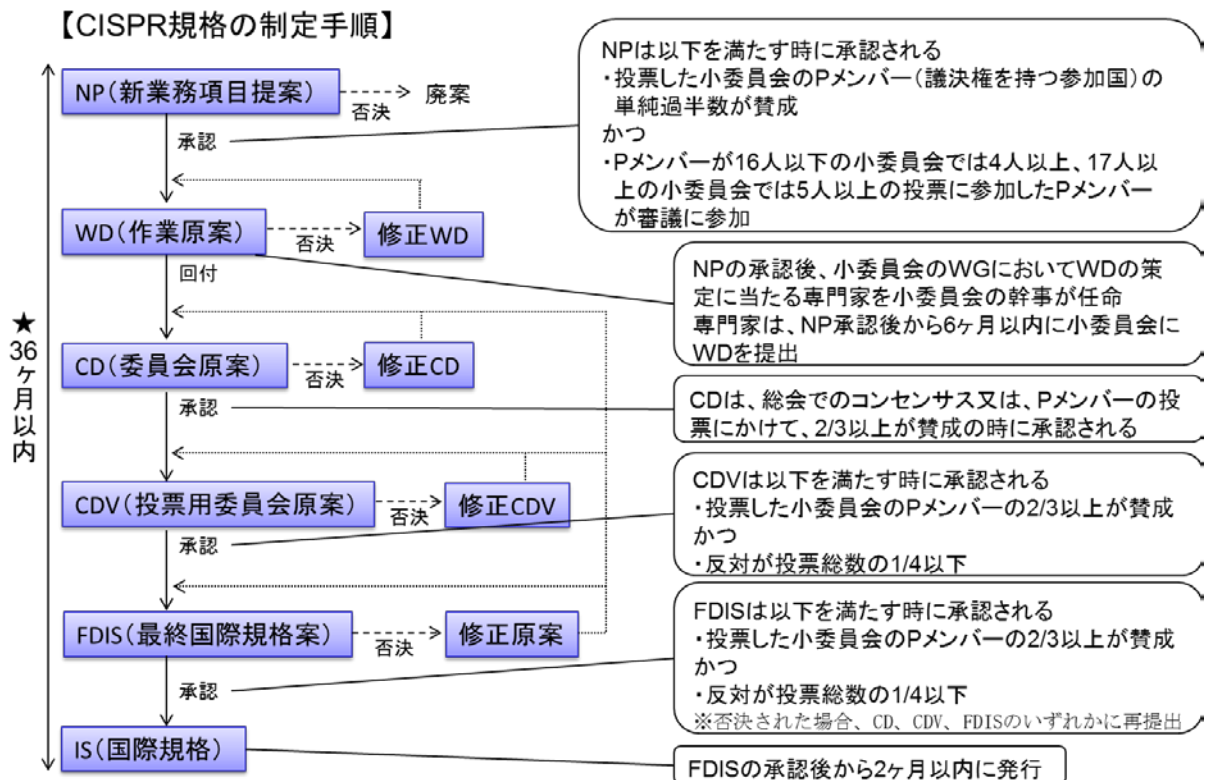 【CISPR規格の制定手順】
NP(新業務項目提案)
否決
廃案
承認
WD(作業原案)
否決
修正WD
回付
CD(委員会原案)
否決
修正CD
承認
CDV(投票用委員会原案)
否決
修正CDV
承認
FDIS(最終国際規格案)
否決
修正原案
承認
IS(国際規格)
★36ヶ月以内
NPは以下を満たす時に承認される
・投票した小委員会のPメンバー(議決権を持つ参加国)の
単純過半数が賛成
かつ
・Pメンバーが16人以下の小委員会では4人以上、17人以
上の小委員会では5人以上の投票に参加したPメンバー
が審議に参加
NPの承認後、小委員会のWGにおいてWDの策
定に当たる専門家を小委員会の幹事が任命
専門家は、NP承認後から6ヶ月以内に小委員会に
WDを提出
CDは、総会でのコンセンサス又は、Pメンバーの投
票にかけて、2/3以上が賛成の時に承認される
CDVは以下を満たす時に承認される
・投票した小委員会のPメンバーの2/3以上が賛成
かつ
・反対が投票総数の1/4以下
FDISは以下を満たす時に承認される
・投票した小委員会のPメンバーの2/3以上が賛成
かつ
・反対が投票総数の1/4以下
※否決された場合、CD、CDV、FDISのいずれかに再提出
FDISの承認後から2ヶ月以内に発行